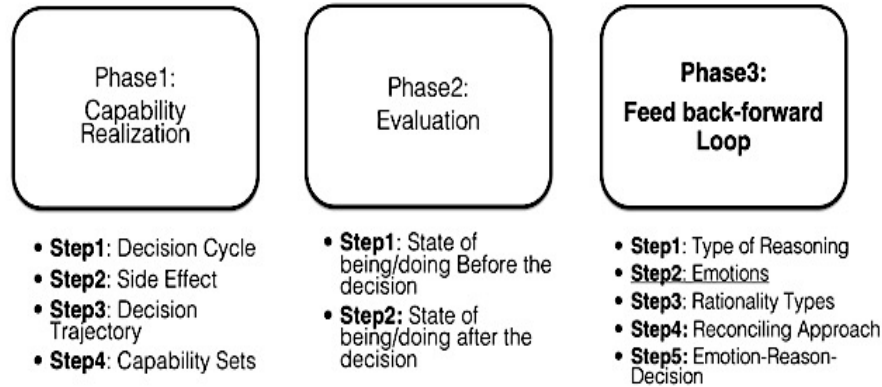 Phase1:
Capability
Realization
• Step1: Decision Cycle
• Step2: Side Effect
• Step3: Decision
Trajectory
• Step4: Capability Sets
Phase2:
Evaluation
• Step1: State of
being/doing Before the
decision
• Step2: State of
being/doing after the
decision
Phase3:
Feed back-forward
Loop
• Step1: Type of Reasoning
• Step2: Emotions
• Step3: Rationality Types
• Step4: Reconciling Approach
• Step5: Emotion-Reason-
Decision